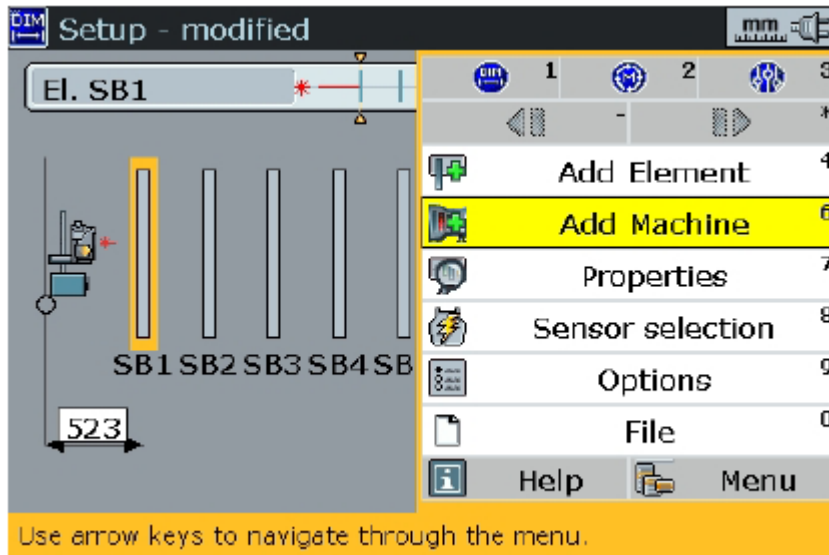 DIM Setup - modified mm
El. SB1
DIM 1 M 2 3
- *
Add Element 4
Add Machine 6
Properties 7
Sensor selection 8
Options 9
File 0
Help Menu
SB1 SB2 SB3 SB4 SB
523
Use arrow keys to navigate through the menu.